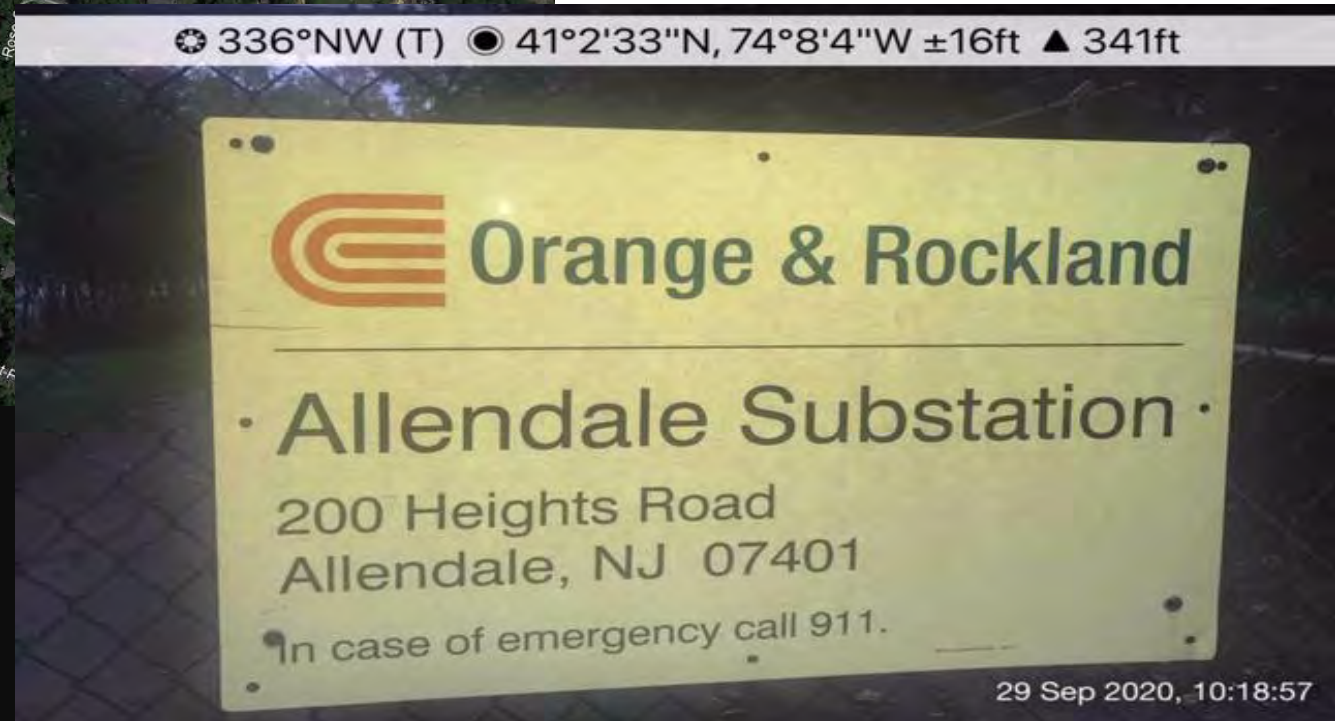 336°NW (T) 41°2'33"N, 74°8'4"W ±16ft ▲ 341ft
Orange & Rockland
Allendale Substation
200 Heights Road
Allendale, NJ 07401
In case of emergency call 911.
29 Sep 2020, 10:18:57